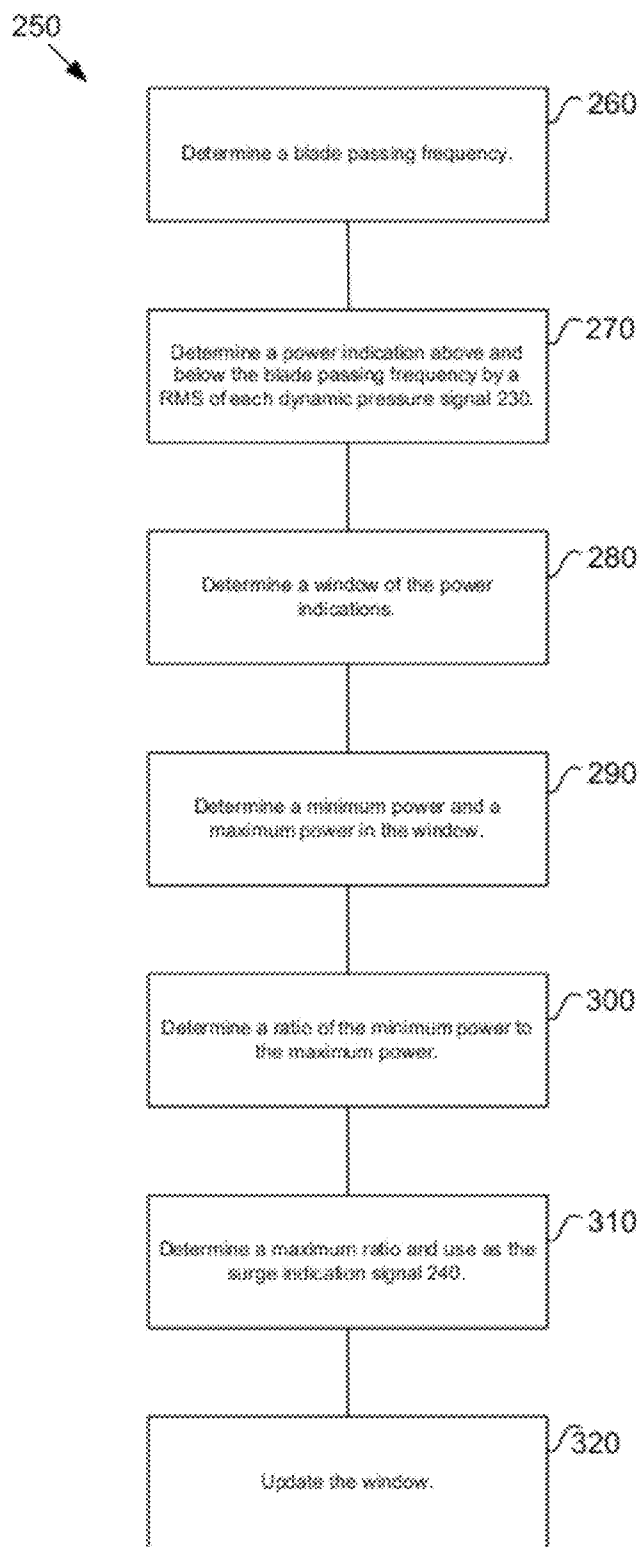 250
260
Determine a blade passing frequency.
270
Determine a power indication above and
below the blade passing frequency by a
RMS of each dynamic pressure signal 230.
280
Determine a window of the power
indications.
290
Determine a minimum power and a
maximum power in the window.
300
Determine a ratio of the minimum power to
the maximum power.
310
Determine a maximum ratio and use as the
surge indication signal 240.
320
Update the window.